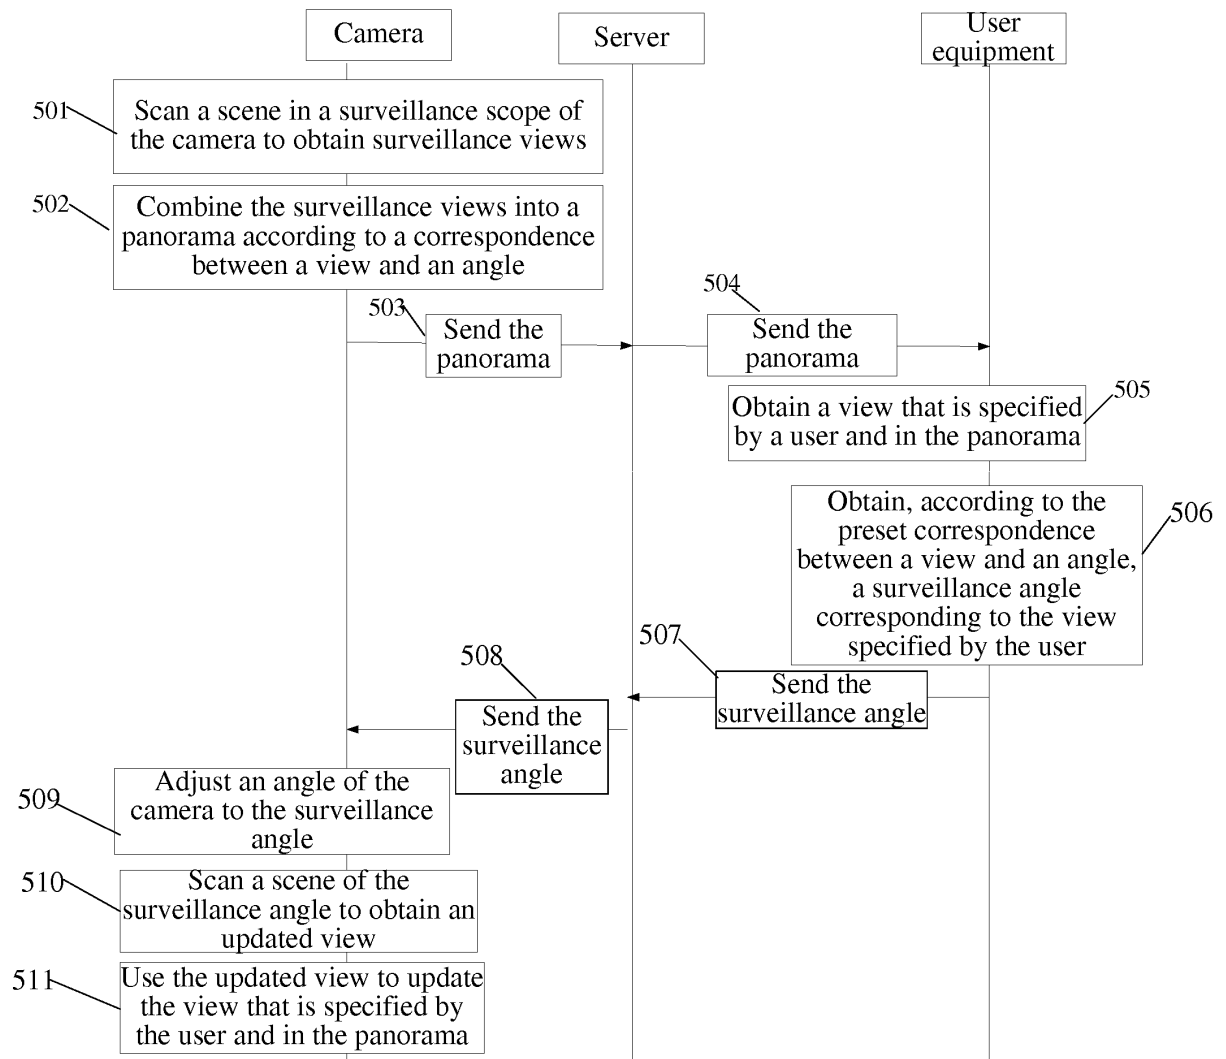 Camera
Server
User
equipment
501
Scan a scene in a surveillance scope of
the camera to obtain surveillance views
502
Combine the surveillance views into a
panorama according to a correspondence
between a view and an angle
503
Send the
panorama
504
Send the
panorama
505
Obtain a view that is specified
by a user and in the panorama
506
Obtain, according to the
preset correspondence
between a view and an angle,
a surveillance angle
corresponding to the view
specified by the user
507
Send the
surveillance angle
508
Send the
surveillance
angle
509
Adjust an angle of the
camera to the surveillance
angle
510
Scan a scene of the
surveillance angle to obtain an
updated view
511
Use the updated view to update
the view that is specified by
the user and in the panorama